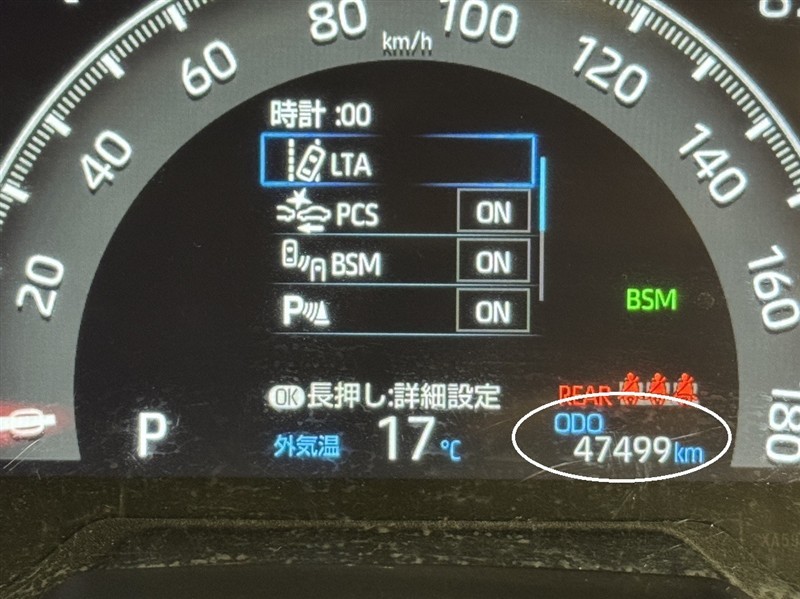 km/h
0
20
40
60
80
100
120
140
160
180
時計 :00
LTA
PCS ON
BSM ON
P ON
BSM
OK 長押し:詳細設定
REAR
P
外気温 17 ℃
ODO
47499 km